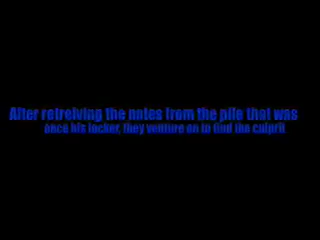 After retreiving the notes from the pile that was
once his locker, they venture on to find the culprit